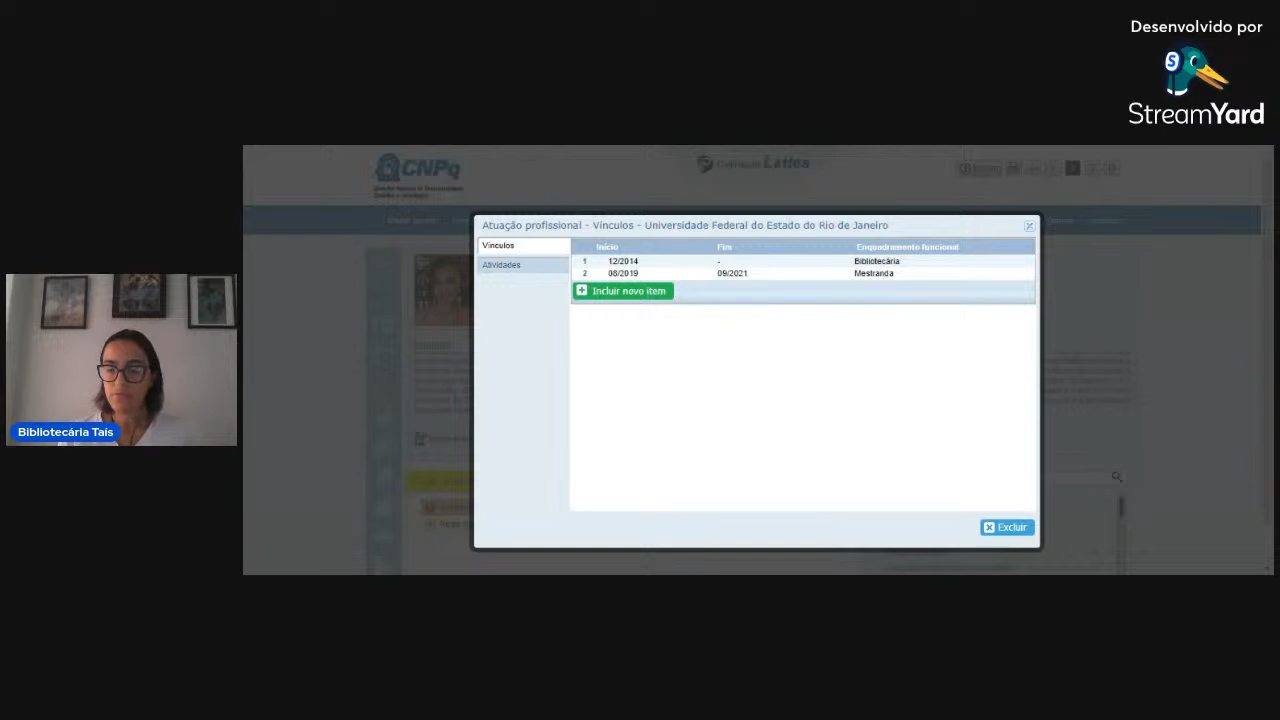 Desenvolvido por
StreamYard
CNPq
Currículo Lattes
Atuação profissional - Vínculos - Universidade Federal do Estado do Rio de Janeiro
Vínculos
Início Fim Enquadramento funcional
1 12/2014 - Bibliotecária
Atividades
2 08/2019 09/2021 Mestranda
Incluir novo item
Bibliotecária Taís
Excluir